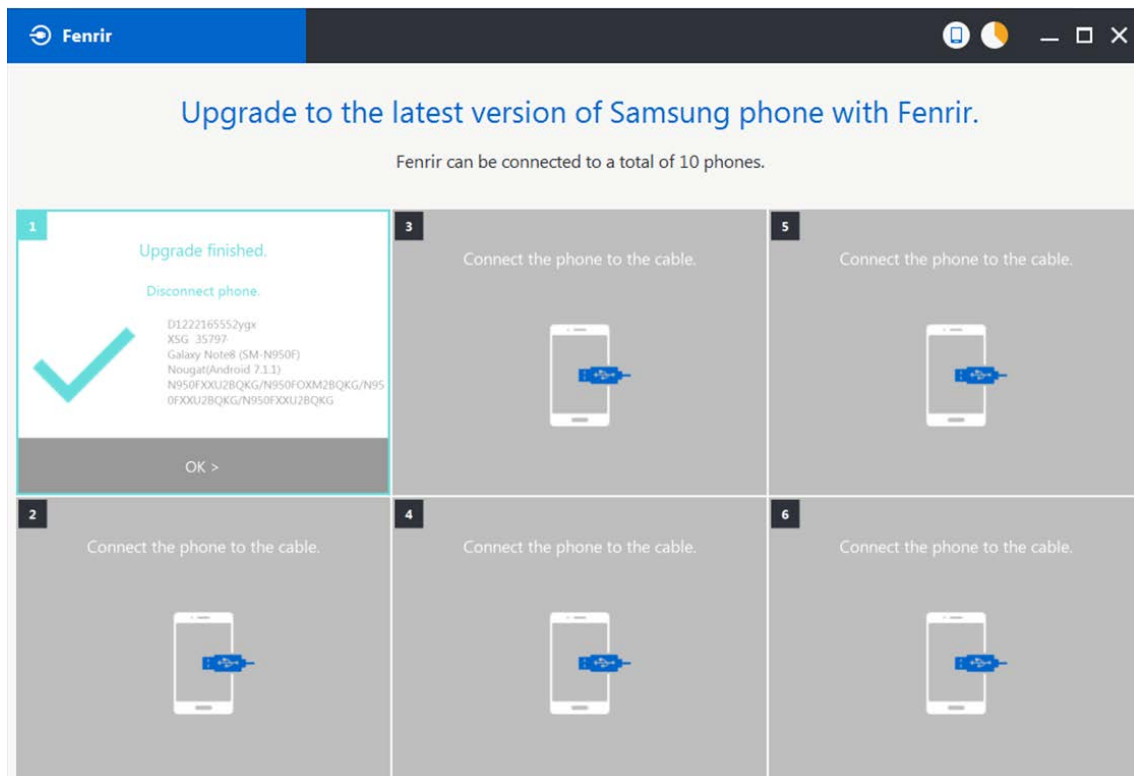 Fenrir
Upgrade to the latest version of Samsung phone with Fenrir.
Fenrir can be connected to a total of 10 phones.
1
Upgrade finished.
Disconnect phone.
D1222165552ygx
XSG 35797
Galaxy Note8 (SM-N950F)
Nougat(Android 7.1.1)
N950FXXU2BQKG/N950FOXM2BQKG/N95
0FXXU2BQKG/N950FXXU2BQKG
OK >
3
Connect the phone to the cable.
5
Connect the phone to the cable.
2
Connect the phone to the cable.
4
Connect the phone to the cable.
6
Connect the phone to the cable.